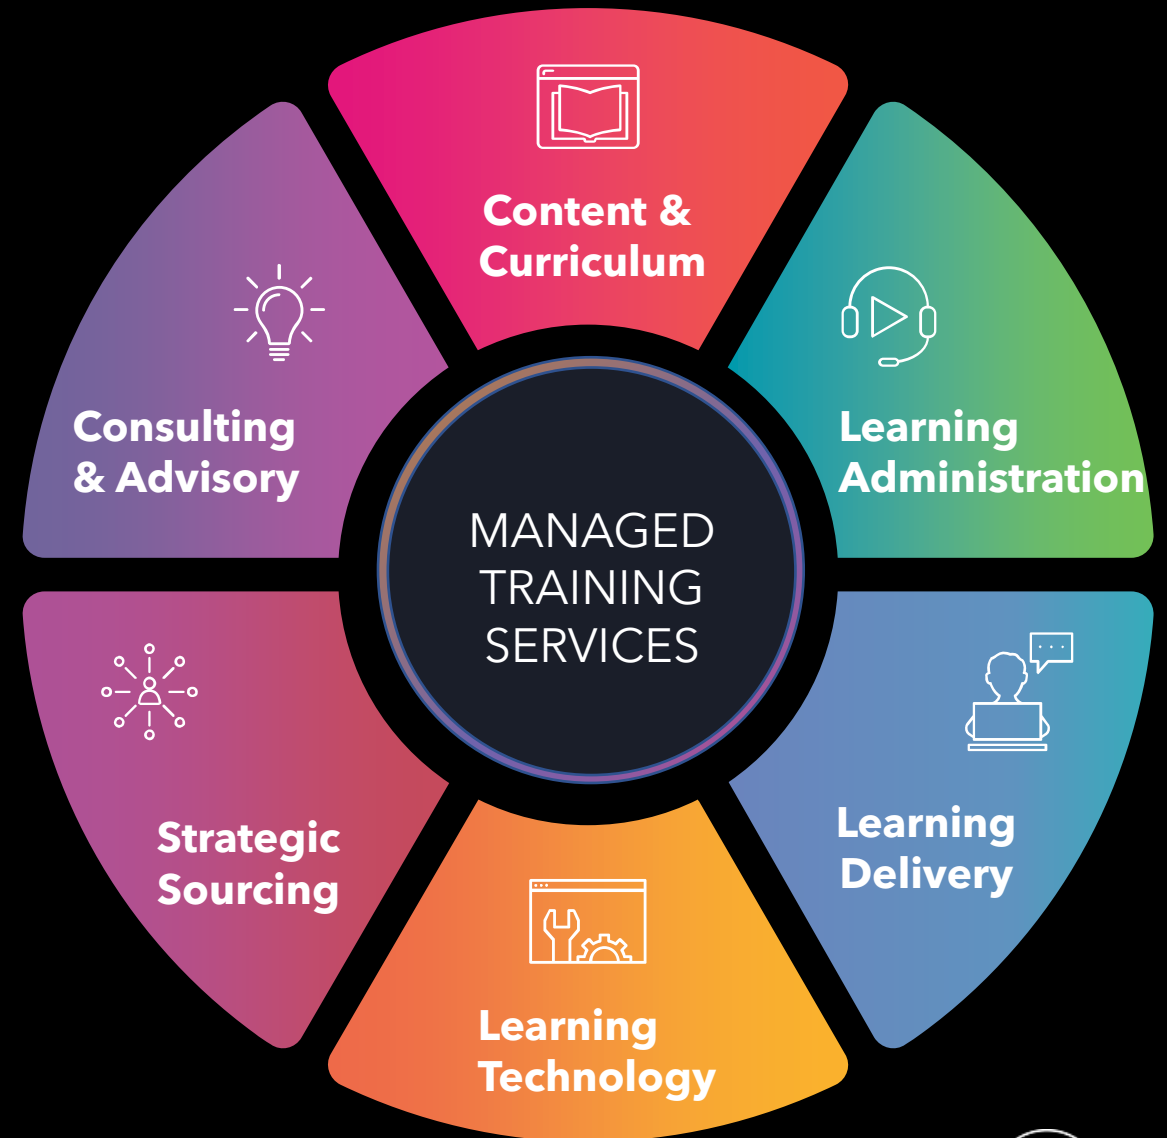 Content &
Curriculum
Learning
Administration
Learning
Delivery
Learning
Technology
Strategic
Sourcing
Consulting
& Advisory
MANAGED
TRAINING
SERVICES